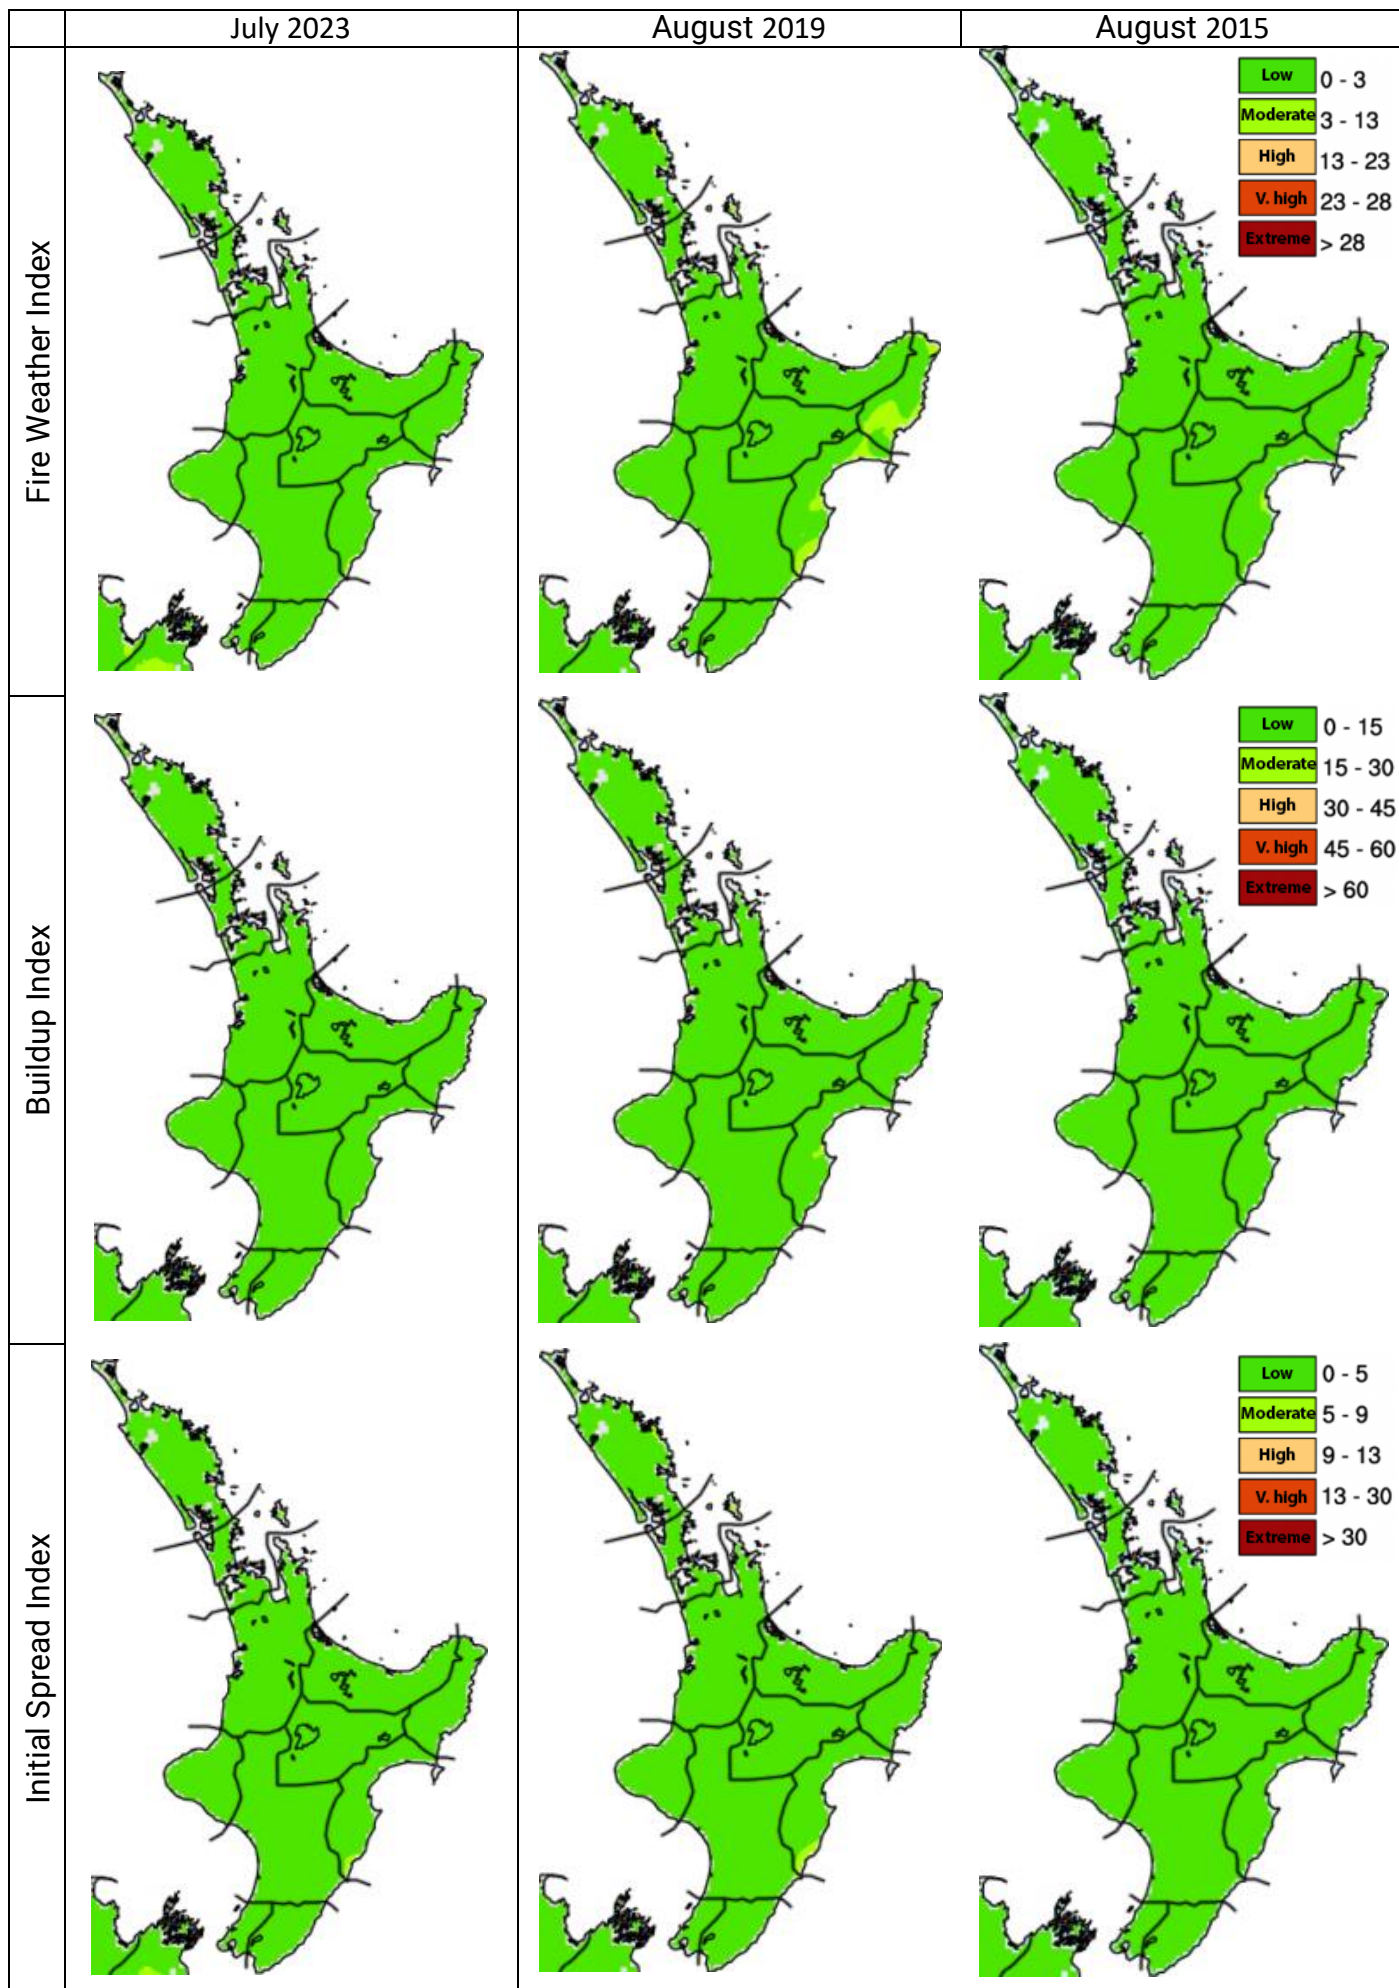 July 2023
August 2019
August 2015
Fire Weather Index
Low 0 - 3
Moderate 3 - 13
High 13 - 23
V. high 23 - 28
Extreme > 28
Buildup Index
Low 0 - 15
Moderate 15 - 30
High 30 - 45
V. high 45 - 60
Extreme > 60
Initial Spread Index
Low 0 - 5
Moderate 5 - 9
High 9 - 13
V. high 13 - 30
Extreme > 30